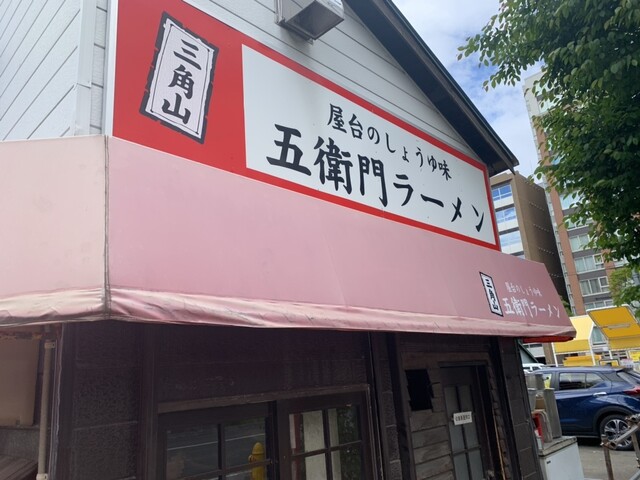 三角山
屋台のしょうゆ味
五衛門ラーメン
三角山
屋台のしょうゆ味
五衛門ラーメン